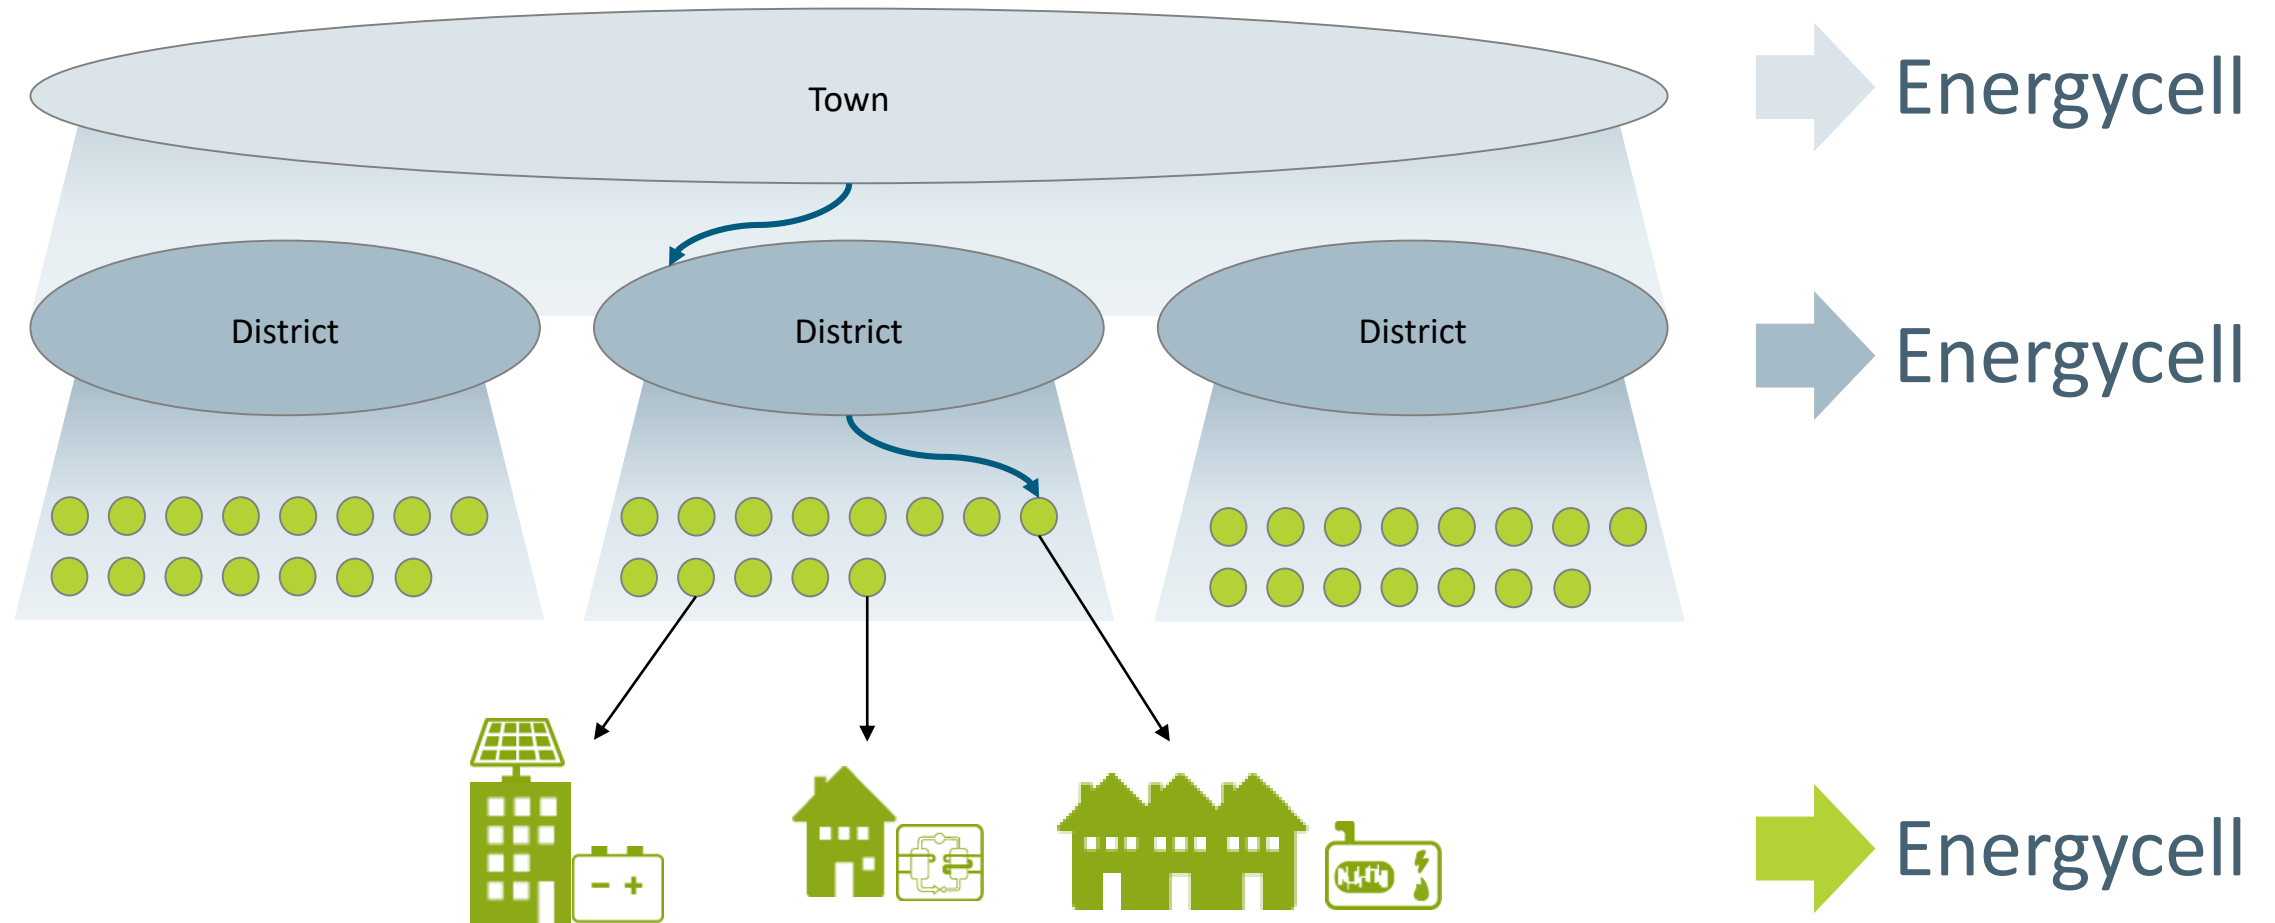 Town
Energycell
District
District
District
Energycell
Energycell